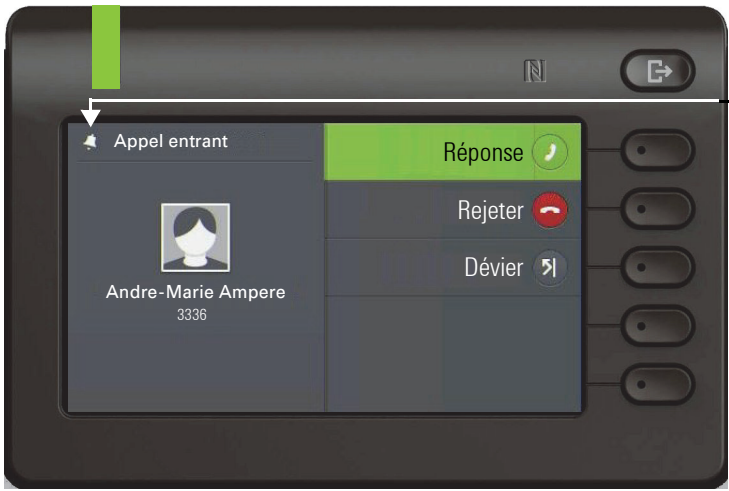 Appel entrant
Réponse
Rejeter
Dévier
Andre-Marie Ampere
3336